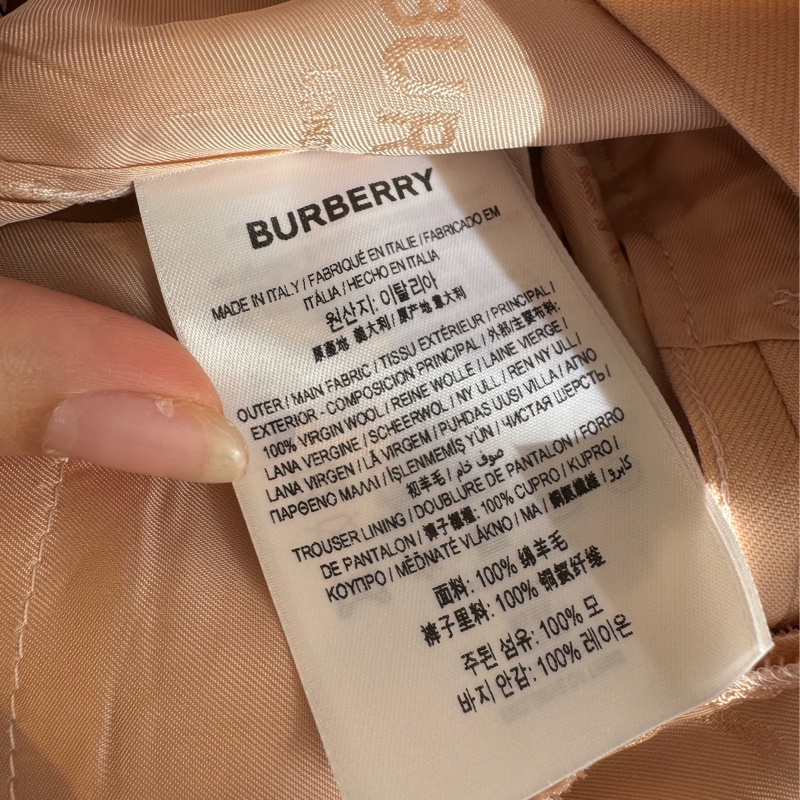 BUR
BURBERRY
MADE IN ITALY / FABRIQUÉ EN ITALIE / FABRICADO EM
ITÁLIA / HECHO EN ITALIA
원산지: 이탈리아
原產地 義大利 / 原产地 意大利
OUTER / MAIN FABRIC / TISSU EXTÉRIEUR / PRINCIPAL /
EXTERIOR - COMPOSICION PRINCIPAL / 外部/主要布料:
100% VIRGIN WOOL / REINE WOLLE / LAINE VIERGE /
LANA VERGINE / SCHEERWOL / NY ULL / REN NY ULL /
LANA VIRGEN / LÃ VIRGEM / PUHDAS UUSI VILLA / ΑΓΝΟ
ΠΑΡΘΕΝΟ ΜΑΛΛΙ / İŞLENMEMİŞ YÜN / ЧИСТАЯ ШЕРСТЬ /
初羊毛 / صوف خام
TROUSER LINING / DOUBLURE DE PANTALON / FORRO
DE PANTALON / 褲子襯裡: 100% CUPRO / KUPRO /
ΚΟΥΠΡΟ / MĚĎNATÉ VLÁKNO / MA / 銅氨纖維 / كابرو
面料: 100% 绵羊毛
裤子里料: 100% 铜氨纤维
주된 섬유: 100% 모
바지 안감: 100% 레이온